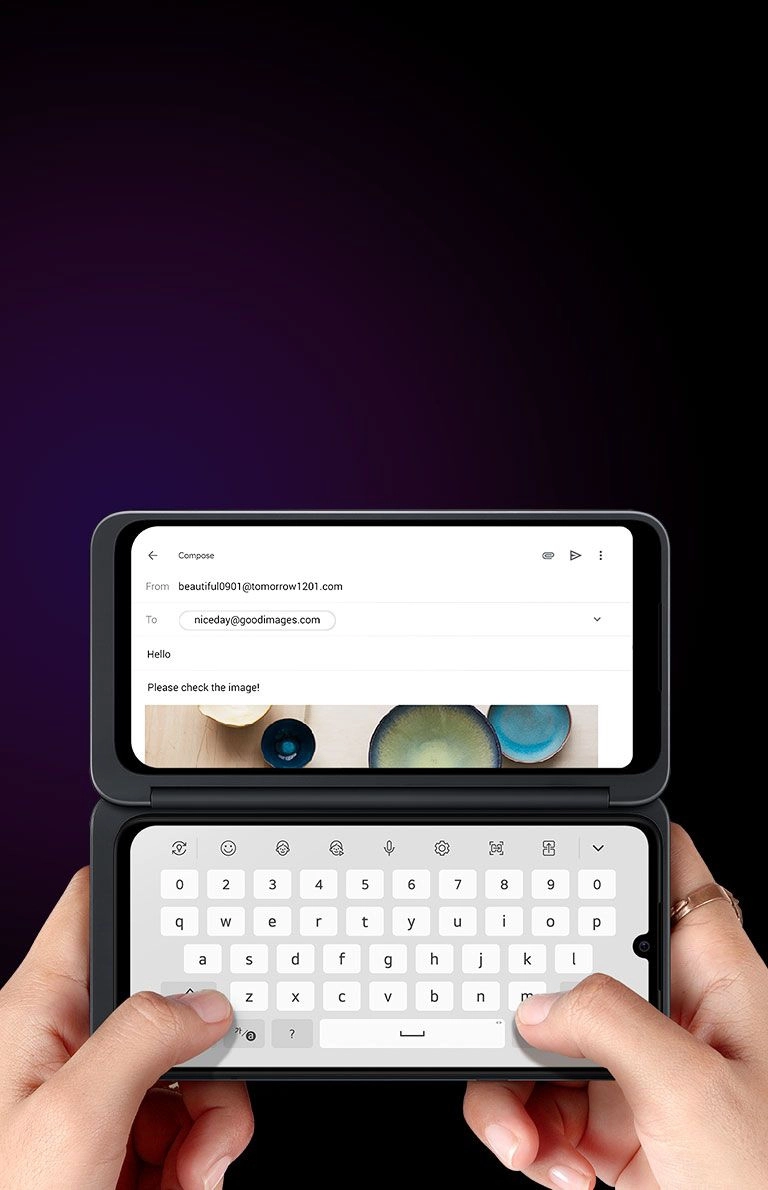 Compose
From beautiful0901@tomorrow1201.com
To niceday@goodimages.com
Hello
Please check the image!
0 2 3 4 5 6 7 8 9 0
q w e r t y u i o p
a s d f g h j k l
z x c v b n m
가/a ?